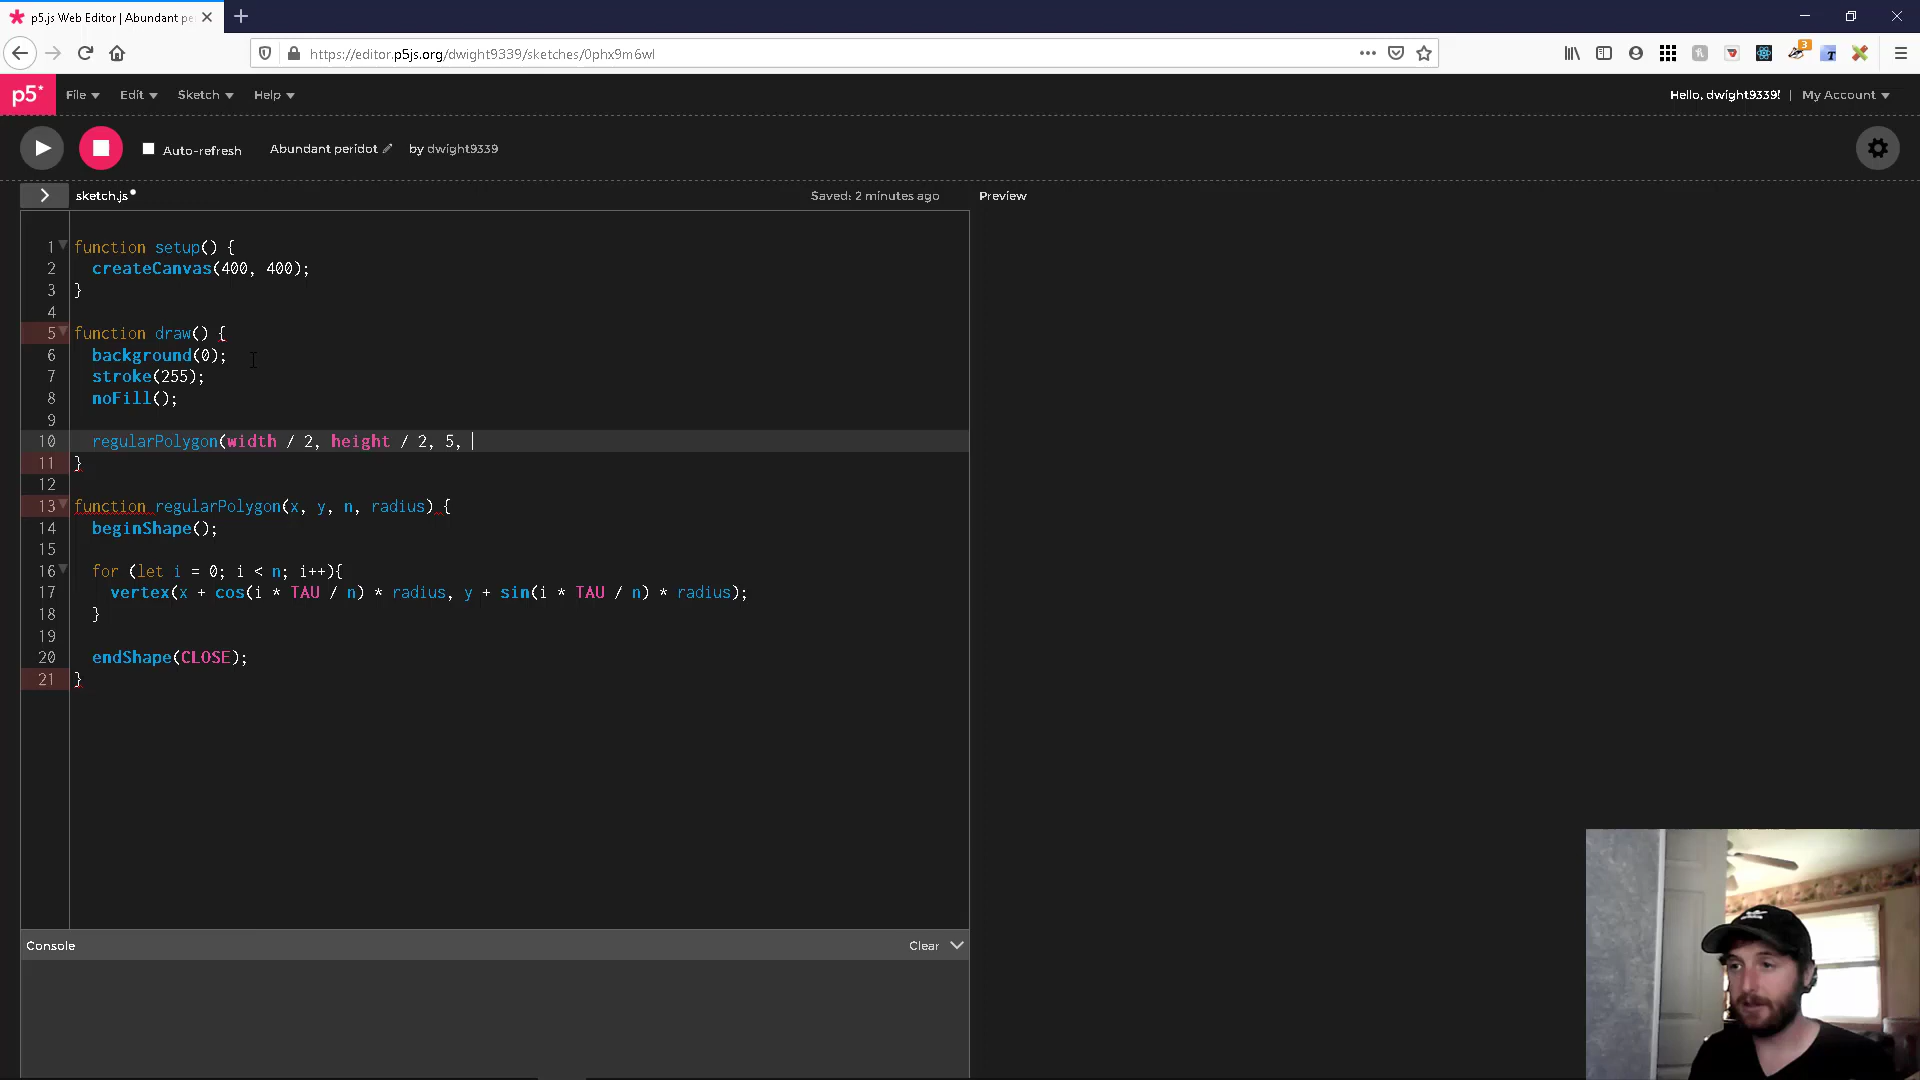 p5.js Web Editor | Abundant pe
https://editor.p5js.org/dwight9339/sketches/0phx9m6wl
3
p5* File Edit Sketch Help Hello, dwight9339! | My Account
Auto-refresh Abundant peridot by dwight9339
sketch.js Saved: 2 minutes ago Preview
1 function setup() {
2 createCanvas(400, 400);
3 }
4
5 function draw() {
6 background(0);
7 stroke(255);
8 noFill();
9
10 regularPolygon(width / 2, height / 2, 5,
11 }
12
13 function regularPolygon(x, y, n, radius) {
14 beginShape();
15
16 for (let i = 0; i < n; i++){
17 vertex(x + cos(i * TAU / n) * radius, y + sin(i * TAU / n) * radius);
18 }
19
20 endShape(CLOSE);
21 }
Console Clear